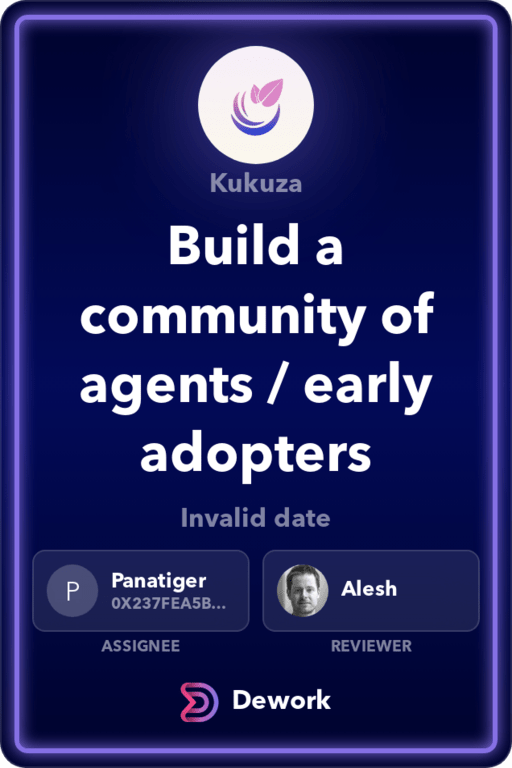 Kukuza
Build a
community of
agents / early
adopters
Invalid date
P
Panatiger
0X237FEA5B...
Alesh
ASSIGNEE
REVIEWER
Dework